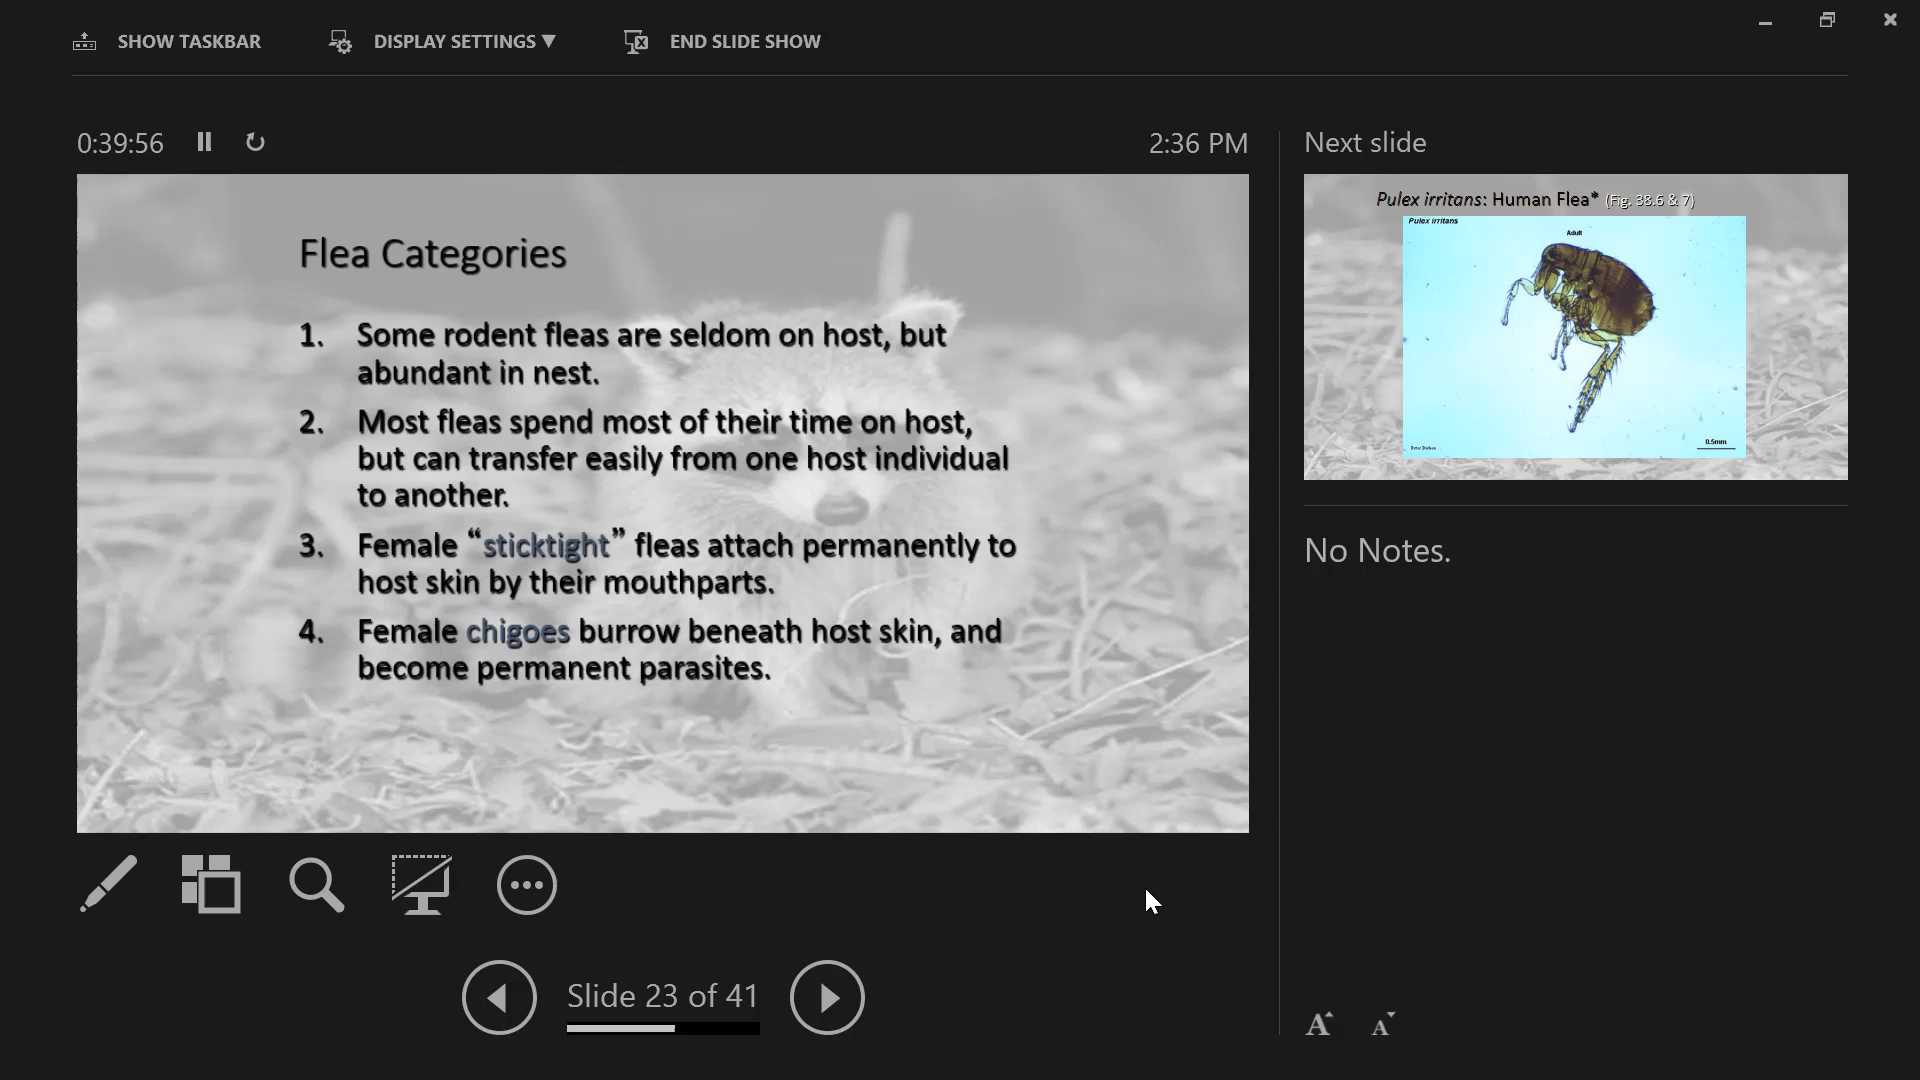 SHOW TASKBAR
DISPLAY SETTINGS ▼
END SLIDE SHOW
0:39:56
2:36 PM
Flea Categories
1. Some rodent fleas are seldom on host, but
abundant in nest.
2. Most fleas spend most of their time on host,
but can transfer easily from one host individual
to another.
3. Female “sticktight” fleas attach permanently to
host skin by their mouthparts.
4. Female chigoes burrow beneath host skin, and
become permanent parasites.
Slide 23 of 41
Next slide
Pulex irritans: Human Flea* (Fig. 38.6 & 7)
Pulex irritans
Adult
0.5mm
No Notes.
A A